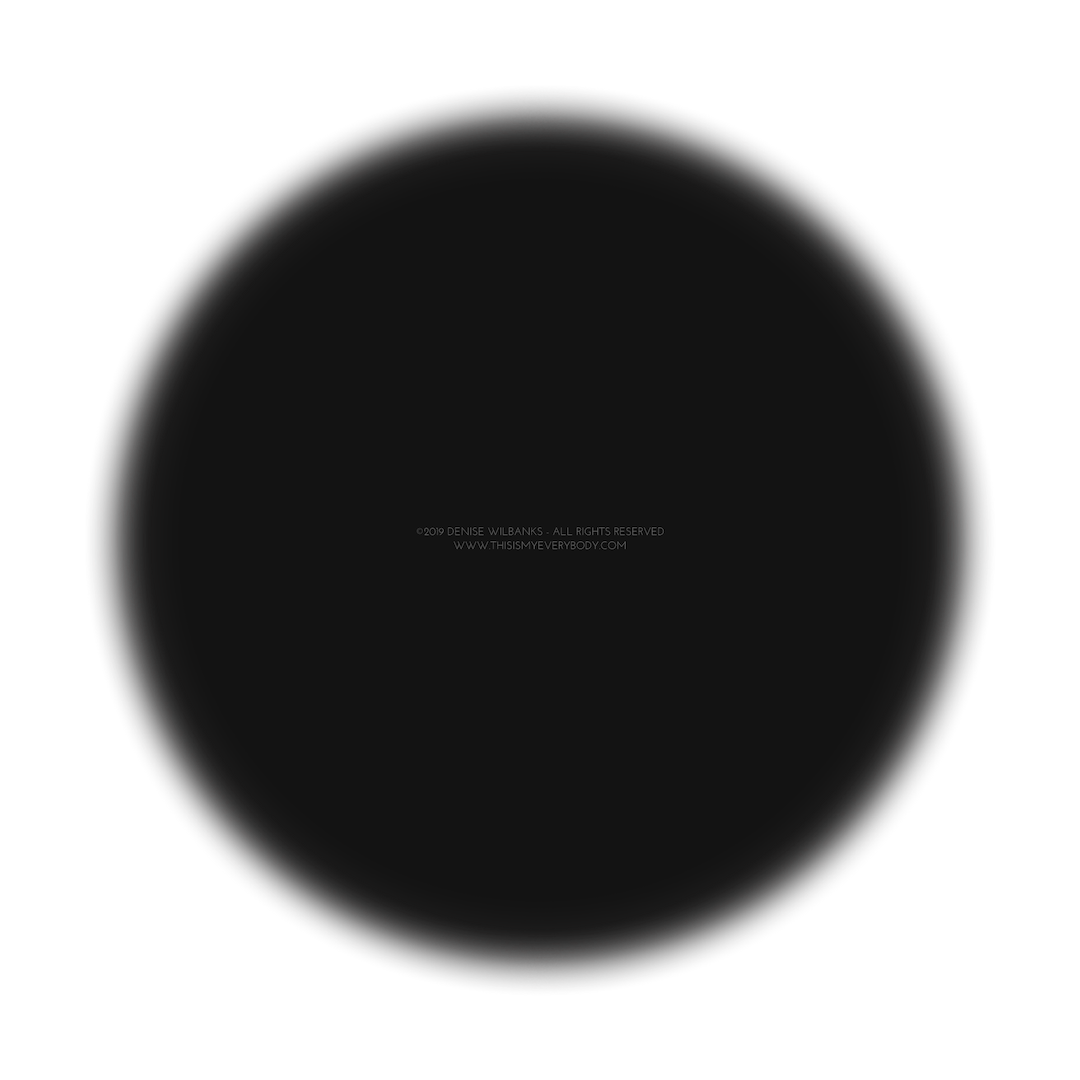 ©2019 DENISE WILBANKS - ALL RIGHTS RESERVED
WWW.THISISMYEVERYBODY.COM